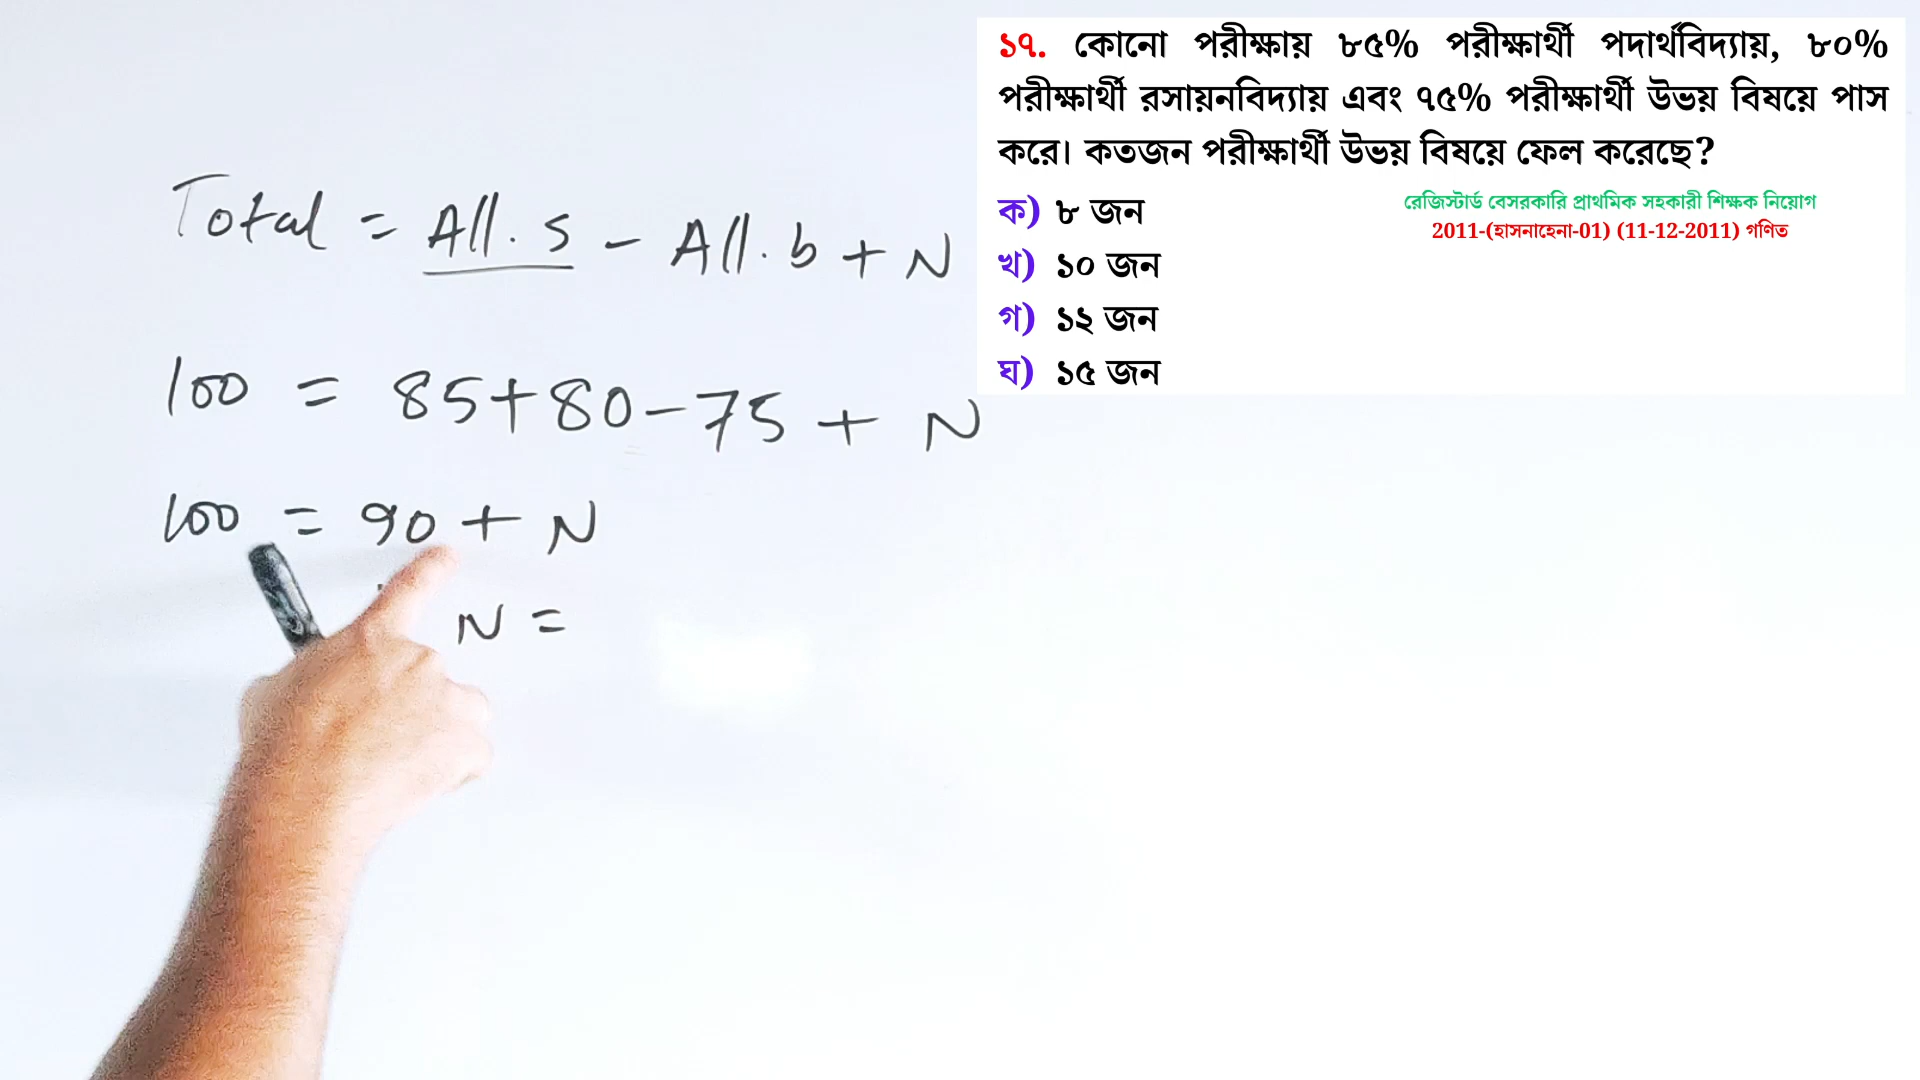 Total = All. s - All. b + N
100 = 85+80-75 + N
100 = 90 + N
N =
১৭. কোনো পরীক্ষায় ৮৫% পরীক্ষার্থী পদার্থবিদ্যায়, ৮০%
পরীক্ষার্থী রসায়নবিদ্যায় এবং ৭৫% পরীক্ষার্থী উভয় বিষয়ে পাস
করে। কতজন পরীক্ষার্থী উভয় বিষয়ে ফেল করেছে?
ক) ৮ জন
রেজিস্টার্ড বেসরকারি প্রাথমিক সহকারী শিক্ষক নিয়োগ
2011-(হাসনাহেনা-01) (11-12-2011) গণিত
খ) ১০ জন
গ) ১২ জন
ঘ) ১৫ জন